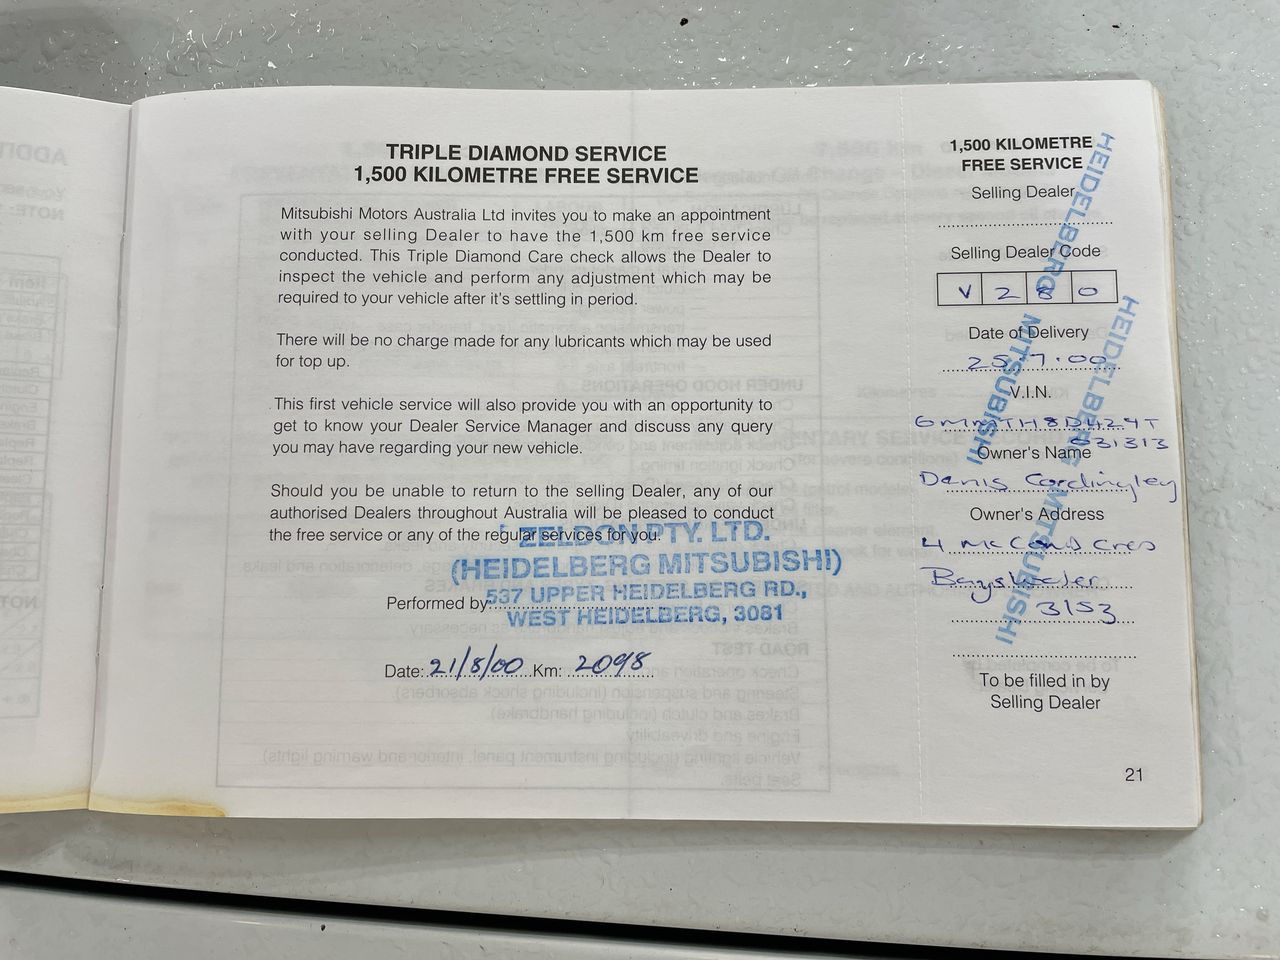 TRIPLE DIAMOND SERVICE
1,500 KILOMETRE FREE SERVICE
Mitsubishi Motors Australia Ltd invites you to make an appointment
with your selling Dealer to have the 1,500 km free service
conducted. This Triple Diamond Care check allows the Dealer to
inspect the vehicle and perform any adjustment which may be
required to your vehicle after it's settling in period.
There will be no charge made for any lubricants which may be used
for top up.
This first vehicle service will also provide you with an opportunity to
get to know your Dealer Service Manager and discuss any query
you may have regarding your new vehicle.
Should you be unable to return to the selling Dealer, any of our
authorised Dealers throughout Australia will be pleased to conduct
the free service or any of the regular services for you.
ZELDON PTY. LTD.
(HEIDELBERG MITSUBISHI)
537 UPPER HEIDELBERG RD.,
WEST HEIDELBERG, 3081
Performed by
Date: 21/8/00 Km: 2098
1,500 KILOMETRE
FREE SERVICE
Selling Dealer
HEIDELBERG MITSUBISHI
Selling Dealer Code
V 2 8 0
Date of Delivery
25.7.00
V.I.N.
031313
Owner's Name
Denis Cordingley
Owner's Address
HEIDELBERG MITSUBISHI
4 Cres
Bayswater
3153
To be filled in by
Selling Dealer
21